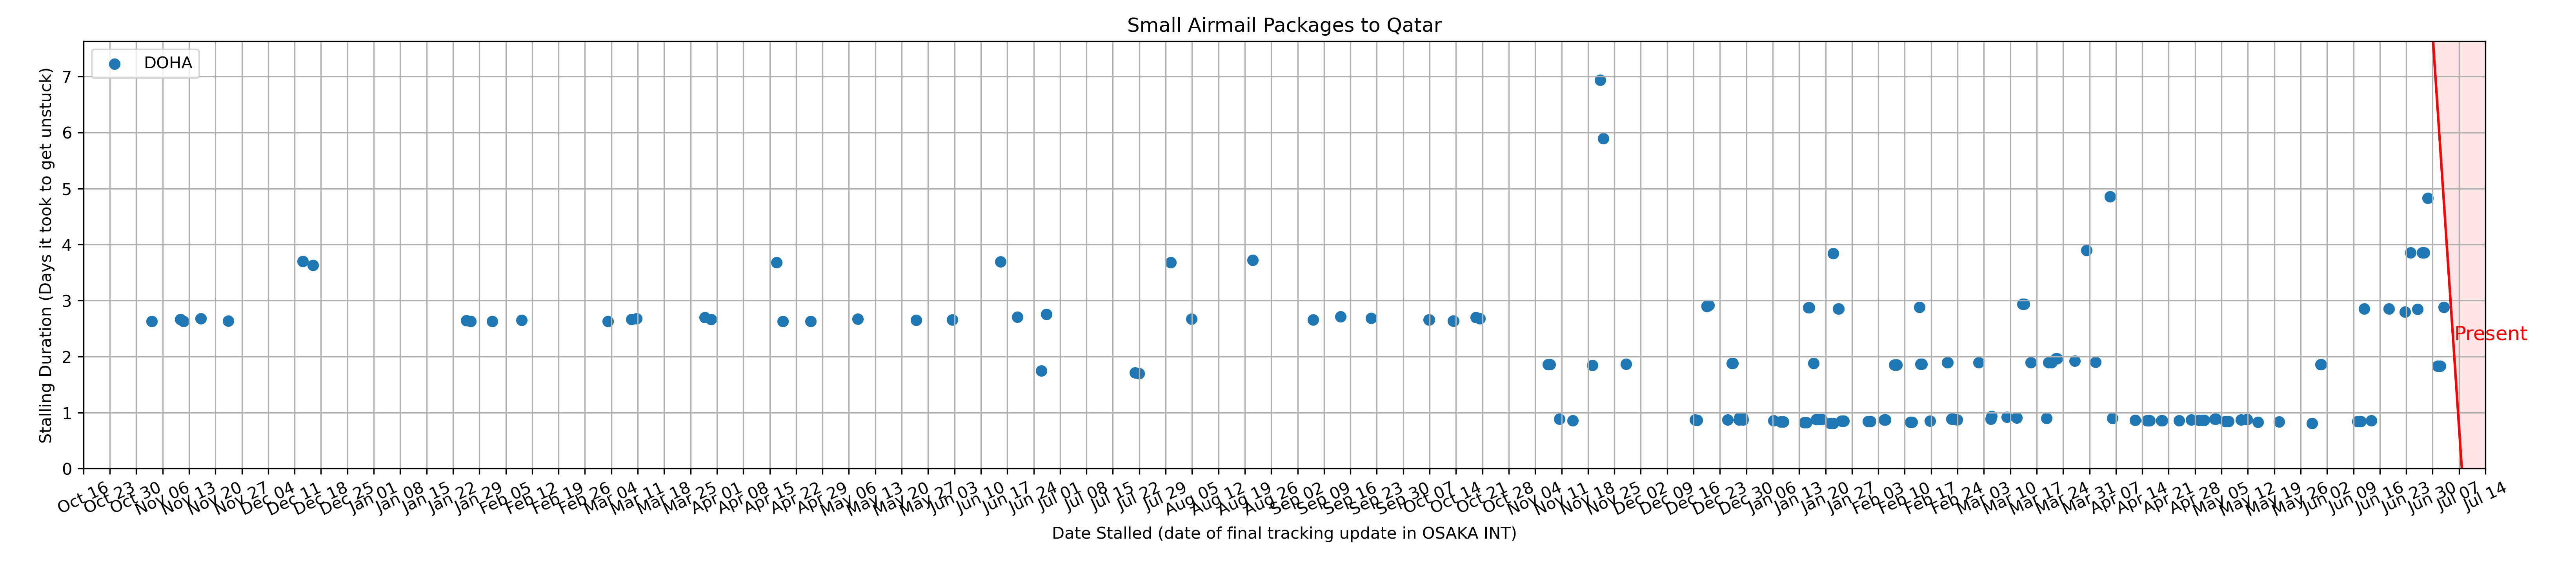 Small Airmail Packages to Qatar
DOHA
Stalling Duration (Days it took to get unstuck)
7
6
5
4
3
2
1
0
Present
Oct 16
Oct 23
Oct 30
Nov 06
Nov 13
Nov 20
Nov 27
Dec 04
Dec 11
Dec 18
Dec 25
Jan 01
Jan 08
Jan 15
Jan 22
Jan 29
Feb 05
Feb 12
Feb 19
Feb 26
Mar 04
Mar 11
Mar 18
Mar 25
Apr 01
Apr 08
Apr 15
Apr 22
Apr 29
May 06
May 13
May 20
May 27
Jun 03
Jun 10
Jun 17
Jun 24
Jul 01
Jul 08
Jul 15
Jul 22
Jul 29
Aug 05
Aug 12
Aug 19
Aug 26
Sep 02
Sep 09
Sep 16
Sep 23
Sep 30
Oct 07
Oct 14
Oct 21
Oct 28
Nov 04
Nov 11
Nov 18
Nov 25
Dec 02
Dec 09
Dec 16
Dec 23
Dec 30
Jan 06
Jan 13
Jan 20
Jan 27
Feb 03
Feb 10
Feb 17
Feb 24
Mar 03
Mar 10
Mar 17
Mar 24
Mar 31
Apr 07
Apr 14
Apr 21
Apr 28
May 05
May 12
May 19
May 26
Jun 02
Jun 09
Jun 16
Jun 23
Jun 30
Jul 07
Jul 14
Date Stalled (date of final tracking update in OSAKA INT)